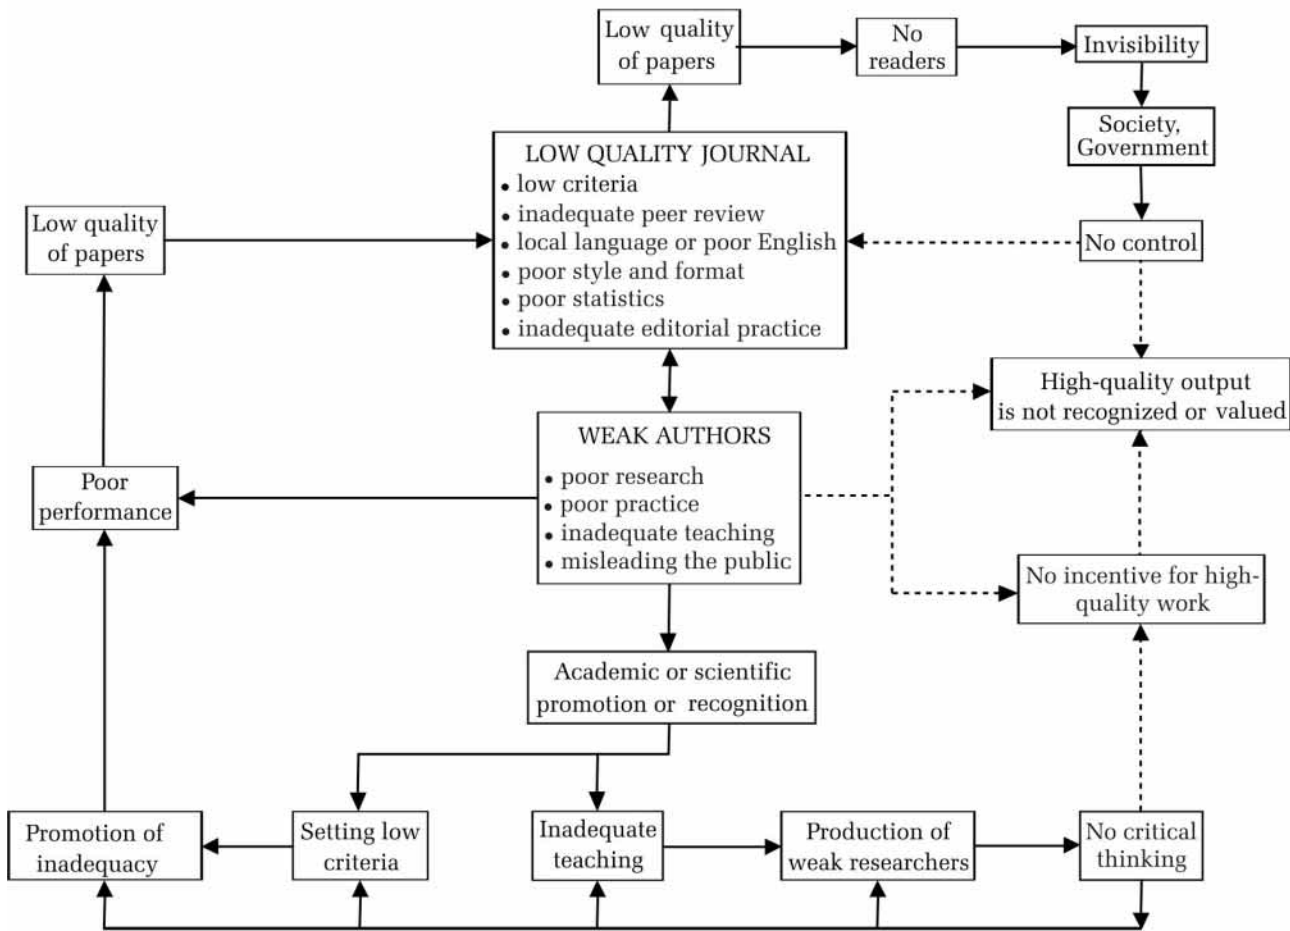 Low quality
of papers
No
readers
Invisibility
Society,
Government
LOW QUALITY JOURNAL
• low criteria
• inadequate peer review
• local language or poor English
• poor style and format
• poor statistics
• inadequate editorial practice
Low quality
of papers
No control
High-quality output
is not recognized or valued
WEAK AUTHORS
• poor research
• poor practice
• inadequate teaching
• misleading the public
Poor
performance
No incentive for high-
quality work
Academic or scientific
promotion or recognition
Promotion of
inadequacy
Setting low
criteria
Inadequate
teaching
Production of
weak researchers
No critical
thinking